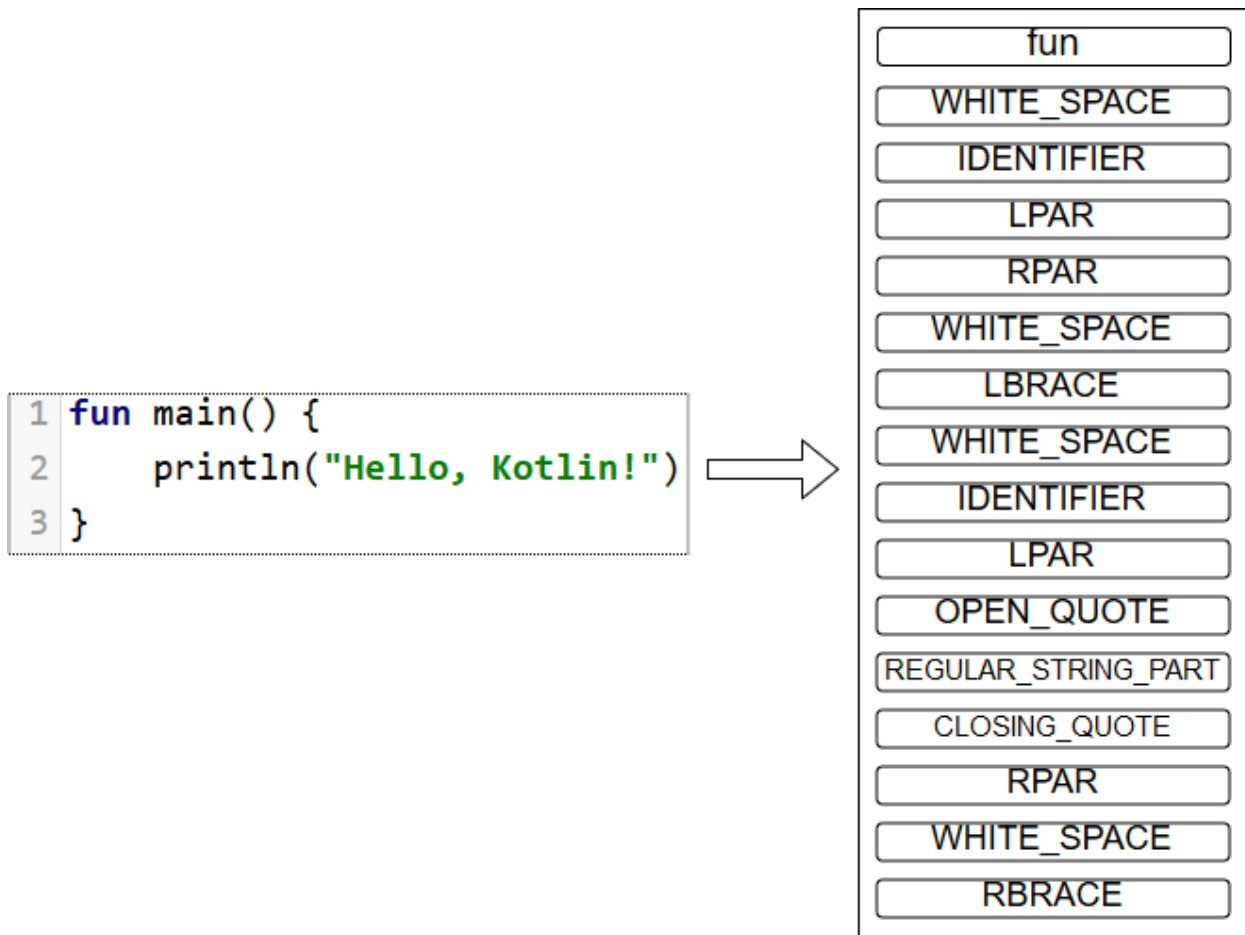 1 fun main() {
2     println("Hello, Kotlin!")
3 }
fun
WHITE_SPACE
IDENTIFIER
LPAR
RPAR
WHITE_SPACE
LBRACE
WHITE_SPACE
IDENTIFIER
LPAR
OPEN_QUOTE
REGULAR_STRING_PART
CLOSING_QUOTE
RPAR
WHITE_SPACE
RBRACE